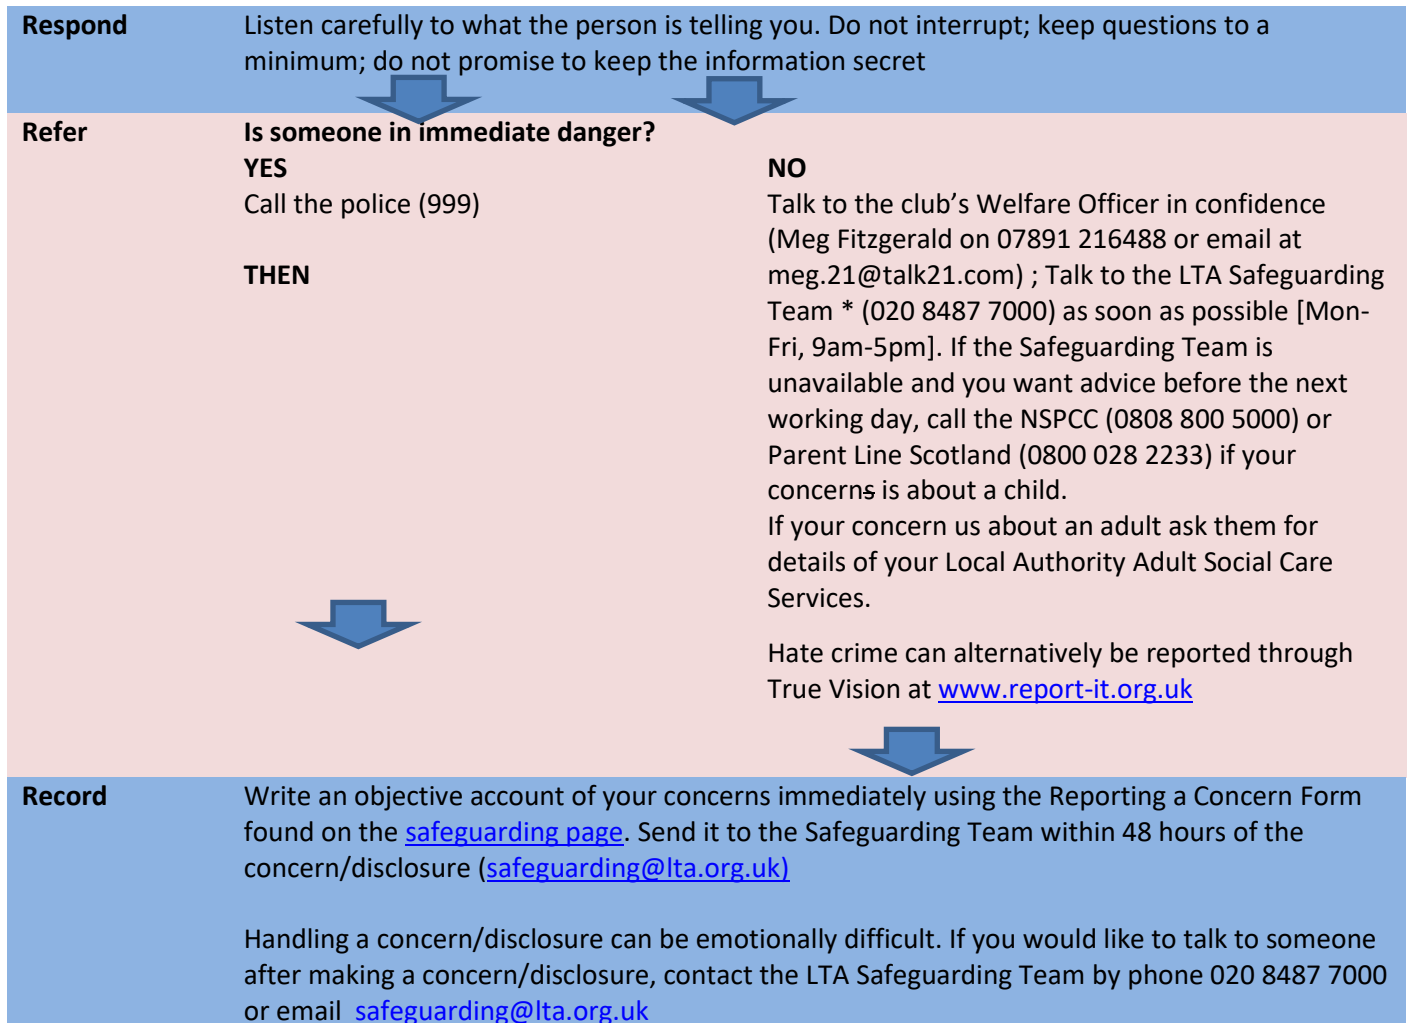 Respond
Listen carefully to what the person is telling you. Do not interrupt; keep questions to a
minimum; do not promise to keep the information secret
Refer
Is someone in immediate danger?
YES
Call the police (999)
THEN
NO
Talk to the club’s Welfare Officer in confidence
(Meg Fitzgerald on 07891 216488 or email at
meg.21@talk21.com) ; Talk to the LTA Safeguarding
Team * (020 8487 7000) as soon as possible [Mon-
Fri, 9am-5pm]. If the Safeguarding Team is
unavailable and you want advice before the next
working day, call the NSPCC (0808 800 5000) or
Parent Line Scotland (0800 028 2233) if your
concerns is about a child.
If your concern us about an adult ask them for
details of your Local Authority Adult Social Care
Services.
Hate crime can alternatively be reported through
True Vision at www.report-it.org.uk
Record
Write an objective account of your concerns immediately using the Reporting a Concern Form
found on the safeguarding page. Send it to the Safeguarding Team within 48 hours of the
concern/disclosure (safeguarding@lta.org.uk)
Handling a concern/disclosure can be emotionally difficult. If you would like to talk to someone
after making a concern/disclosure, contact the LTA Safeguarding Team by phone 020 8487 7000
or email  safeguarding@lta.org.uk